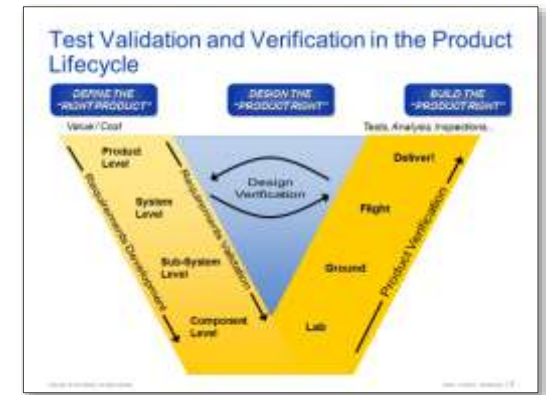 Test Validation and Verification in the Product
Lifecycle
DEFINE THE
"RIGHT PRODUCT"
DESIGN THE
"PRODUCT RIGHT"
BUILD THE
"PRODUCT RIGHT"
Value / Cost
Tests, Analysis, Inspections...
Product
Level
System
Level
Sub-System
Level
Component
Level
Requirements Development
Requirements Validation
Design
Verification
Deliver!
Flight
Ground
Lab
Product Verification